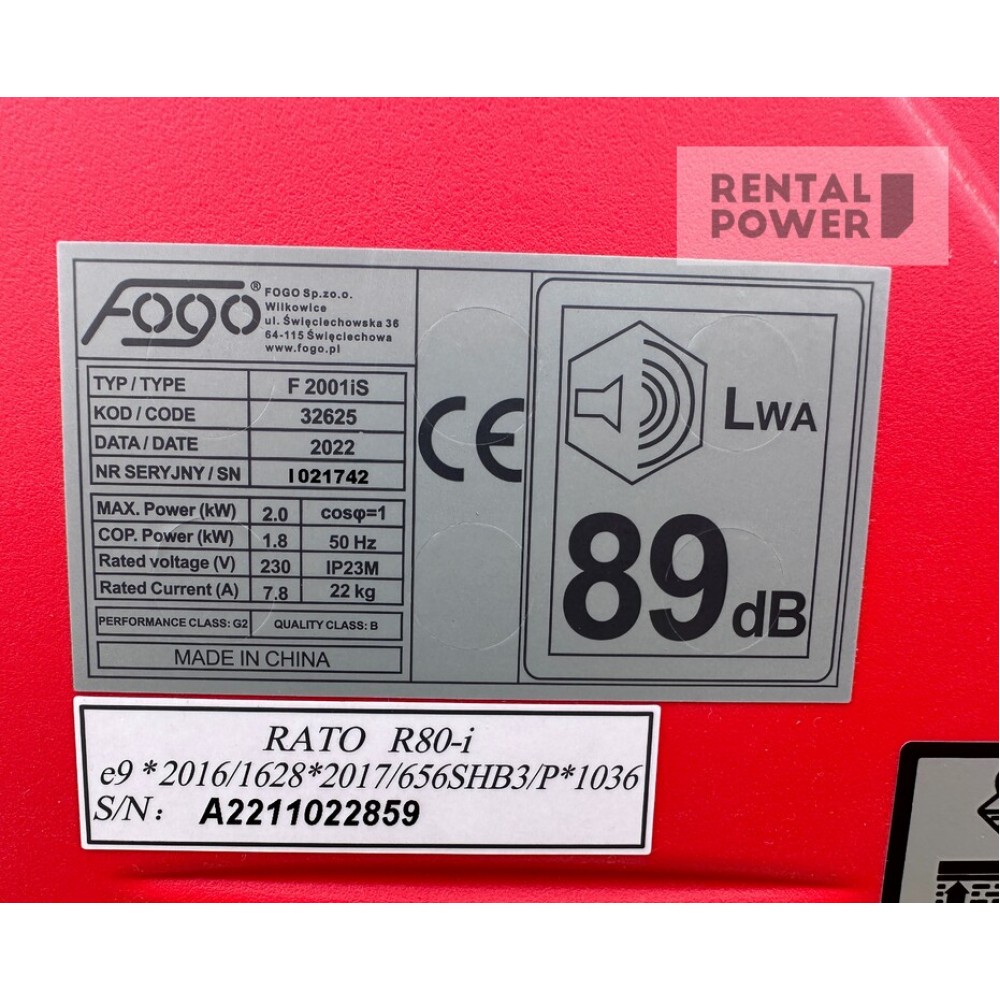 RENTAL
POWER
FOGO®
FOGO Sp.zo.o.
Wilkowice
ul. Święciechowska 36
64-115 Święciechowa
www.fogo.pl
TYP / TYPE F 2001iS
KOD / CODE 32625
DATA / DATE 2022
NR SERYJNY / SN I 021742
MAX. Power (kW) 2.0 cosφ=1
COP. Power (kW) 1.8 50 Hz
Rated voltage (V) 230 IP23M
Rated Current (A) 7.8 22 kg
PERFORMANCE CLASS: G2 QUALITY CLASS: B
MADE IN CHINA
CE
LWA
89 dB
RATO R80-i
e9*2016/1628*2017/656SHB3/P*1036
S/N: A2211022859